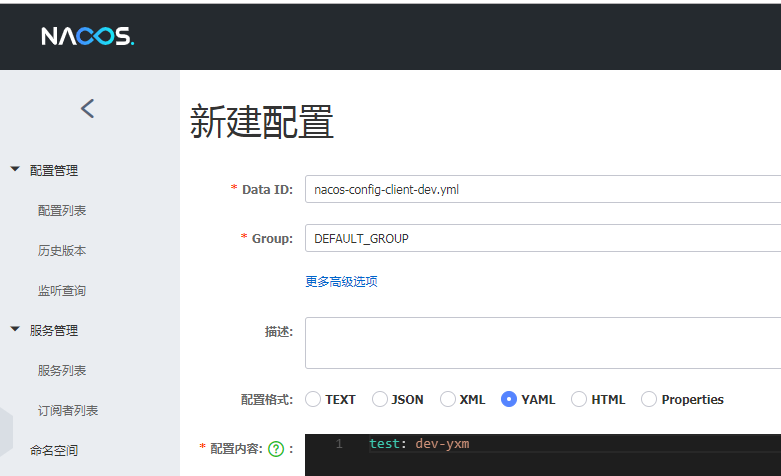 NACOS.
新建配置
配置管理
配置列表
历史版本
监听查询
服务管理
服务列表
订阅者列表
命名空间
* Data ID: nacos-config-client-dev.yml
* Group: DEFAULT_GROUP
更多高级选项
描述:
配置格式: TEXT JSON XML YAML HTML Properties
* 配置内容: ? : 1 test: dev-yxm